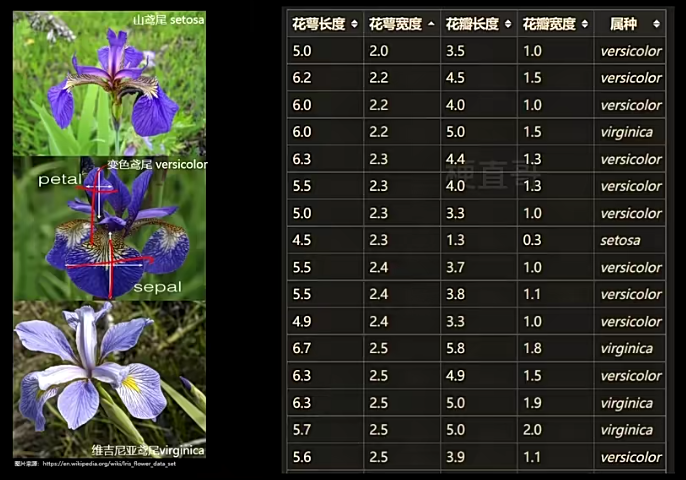 山鸢尾 setosa
变色鸢尾 versicolor
petal
sepal
维吉尼亚鸢尾virginica
图片来源: https://en.wikipedia.org/wiki/Iris_flower_data_set
花萼长度 花萼宽度 花瓣长度 花瓣宽度 属种
5.0 2.0 3.5 1.0 versicolor
6.2 2.2 4.5 1.5 versicolor
6.0 2.2 4.0 1.0 versicolor
6.0 2.2 5.0 1.5 virginica
6.3 2.3 4.4 1.3 versicolor
5.5 2.3 4.0 1.3 versicolor
5.0 2.3 3.3 1.0 versicolor
4.5 2.3 1.3 0.3 setosa
5.5 2.4 3.7 1.0 versicolor
5.5 2.4 3.8 1.1 versicolor
4.9 2.4 3.3 1.0 versicolor
6.7 2.5 5.8 1.8 virginica
6.3 2.5 4.9 1.5 versicolor
6.3 2.5 5.0 1.9 virginica
5.7 2.5 5.0 2.0 virginica
5.6 2.5 3.9 1.1 versicolor
梗直哥